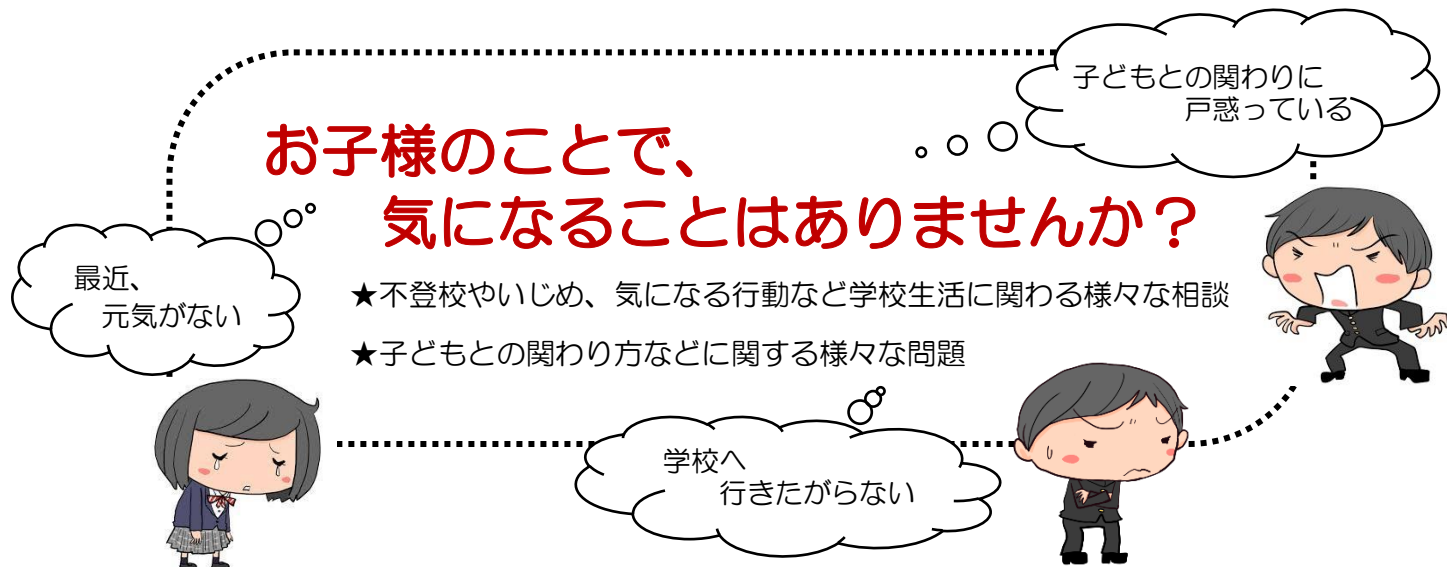 子どもとの関わりに
戸惑っている
お子様のことで、
気になることはありませんか？
最近、
元気がない
★不登校やいじめ、気になる行動など学校生活に関わる様々な相談
★子どもとの関わり方などに関する様々な問題
学校へ
行きたがらない